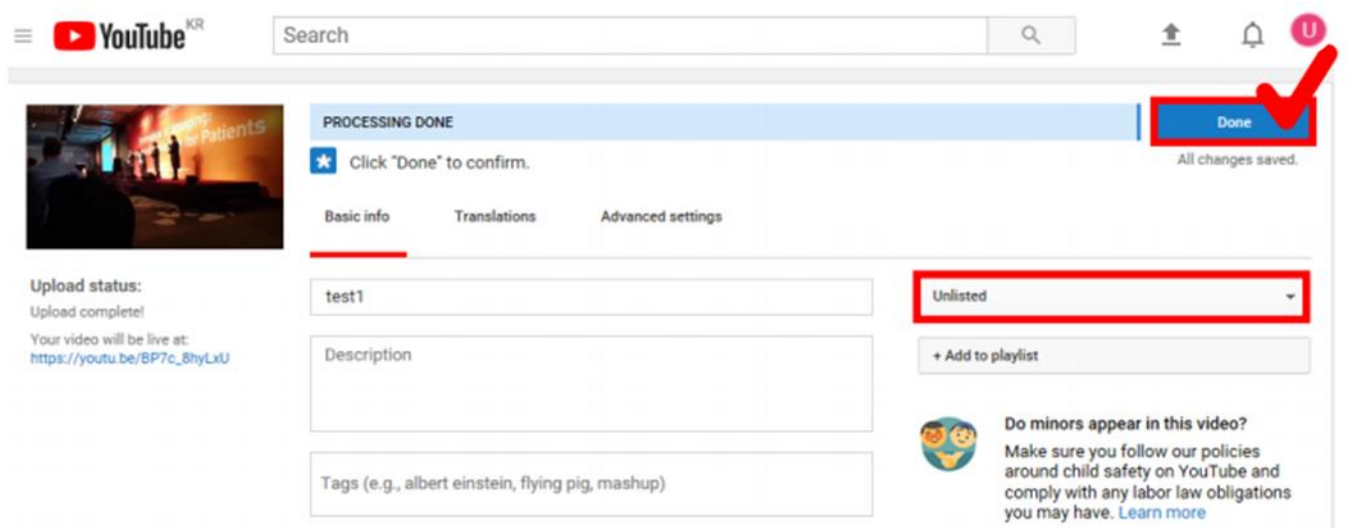 YouTube KR
Search
U
for Patients
PROCESSING DONE
Done
Click "Done" to confirm.
All changes saved.
Basic info
Translations
Advanced settings
Upload status:
Upload complete!
Your video will be live at:
https://youtu.be/BP7c_8hyLxU
test1
Unlisted
Description
+ Add to playlist
Do minors appear in this video?
Make sure you follow our policies
around child safety on YouTube and
comply with any labor law obligations
you may have. Learn more
Tags (e.g., albert einstein, flying pig, mashup)